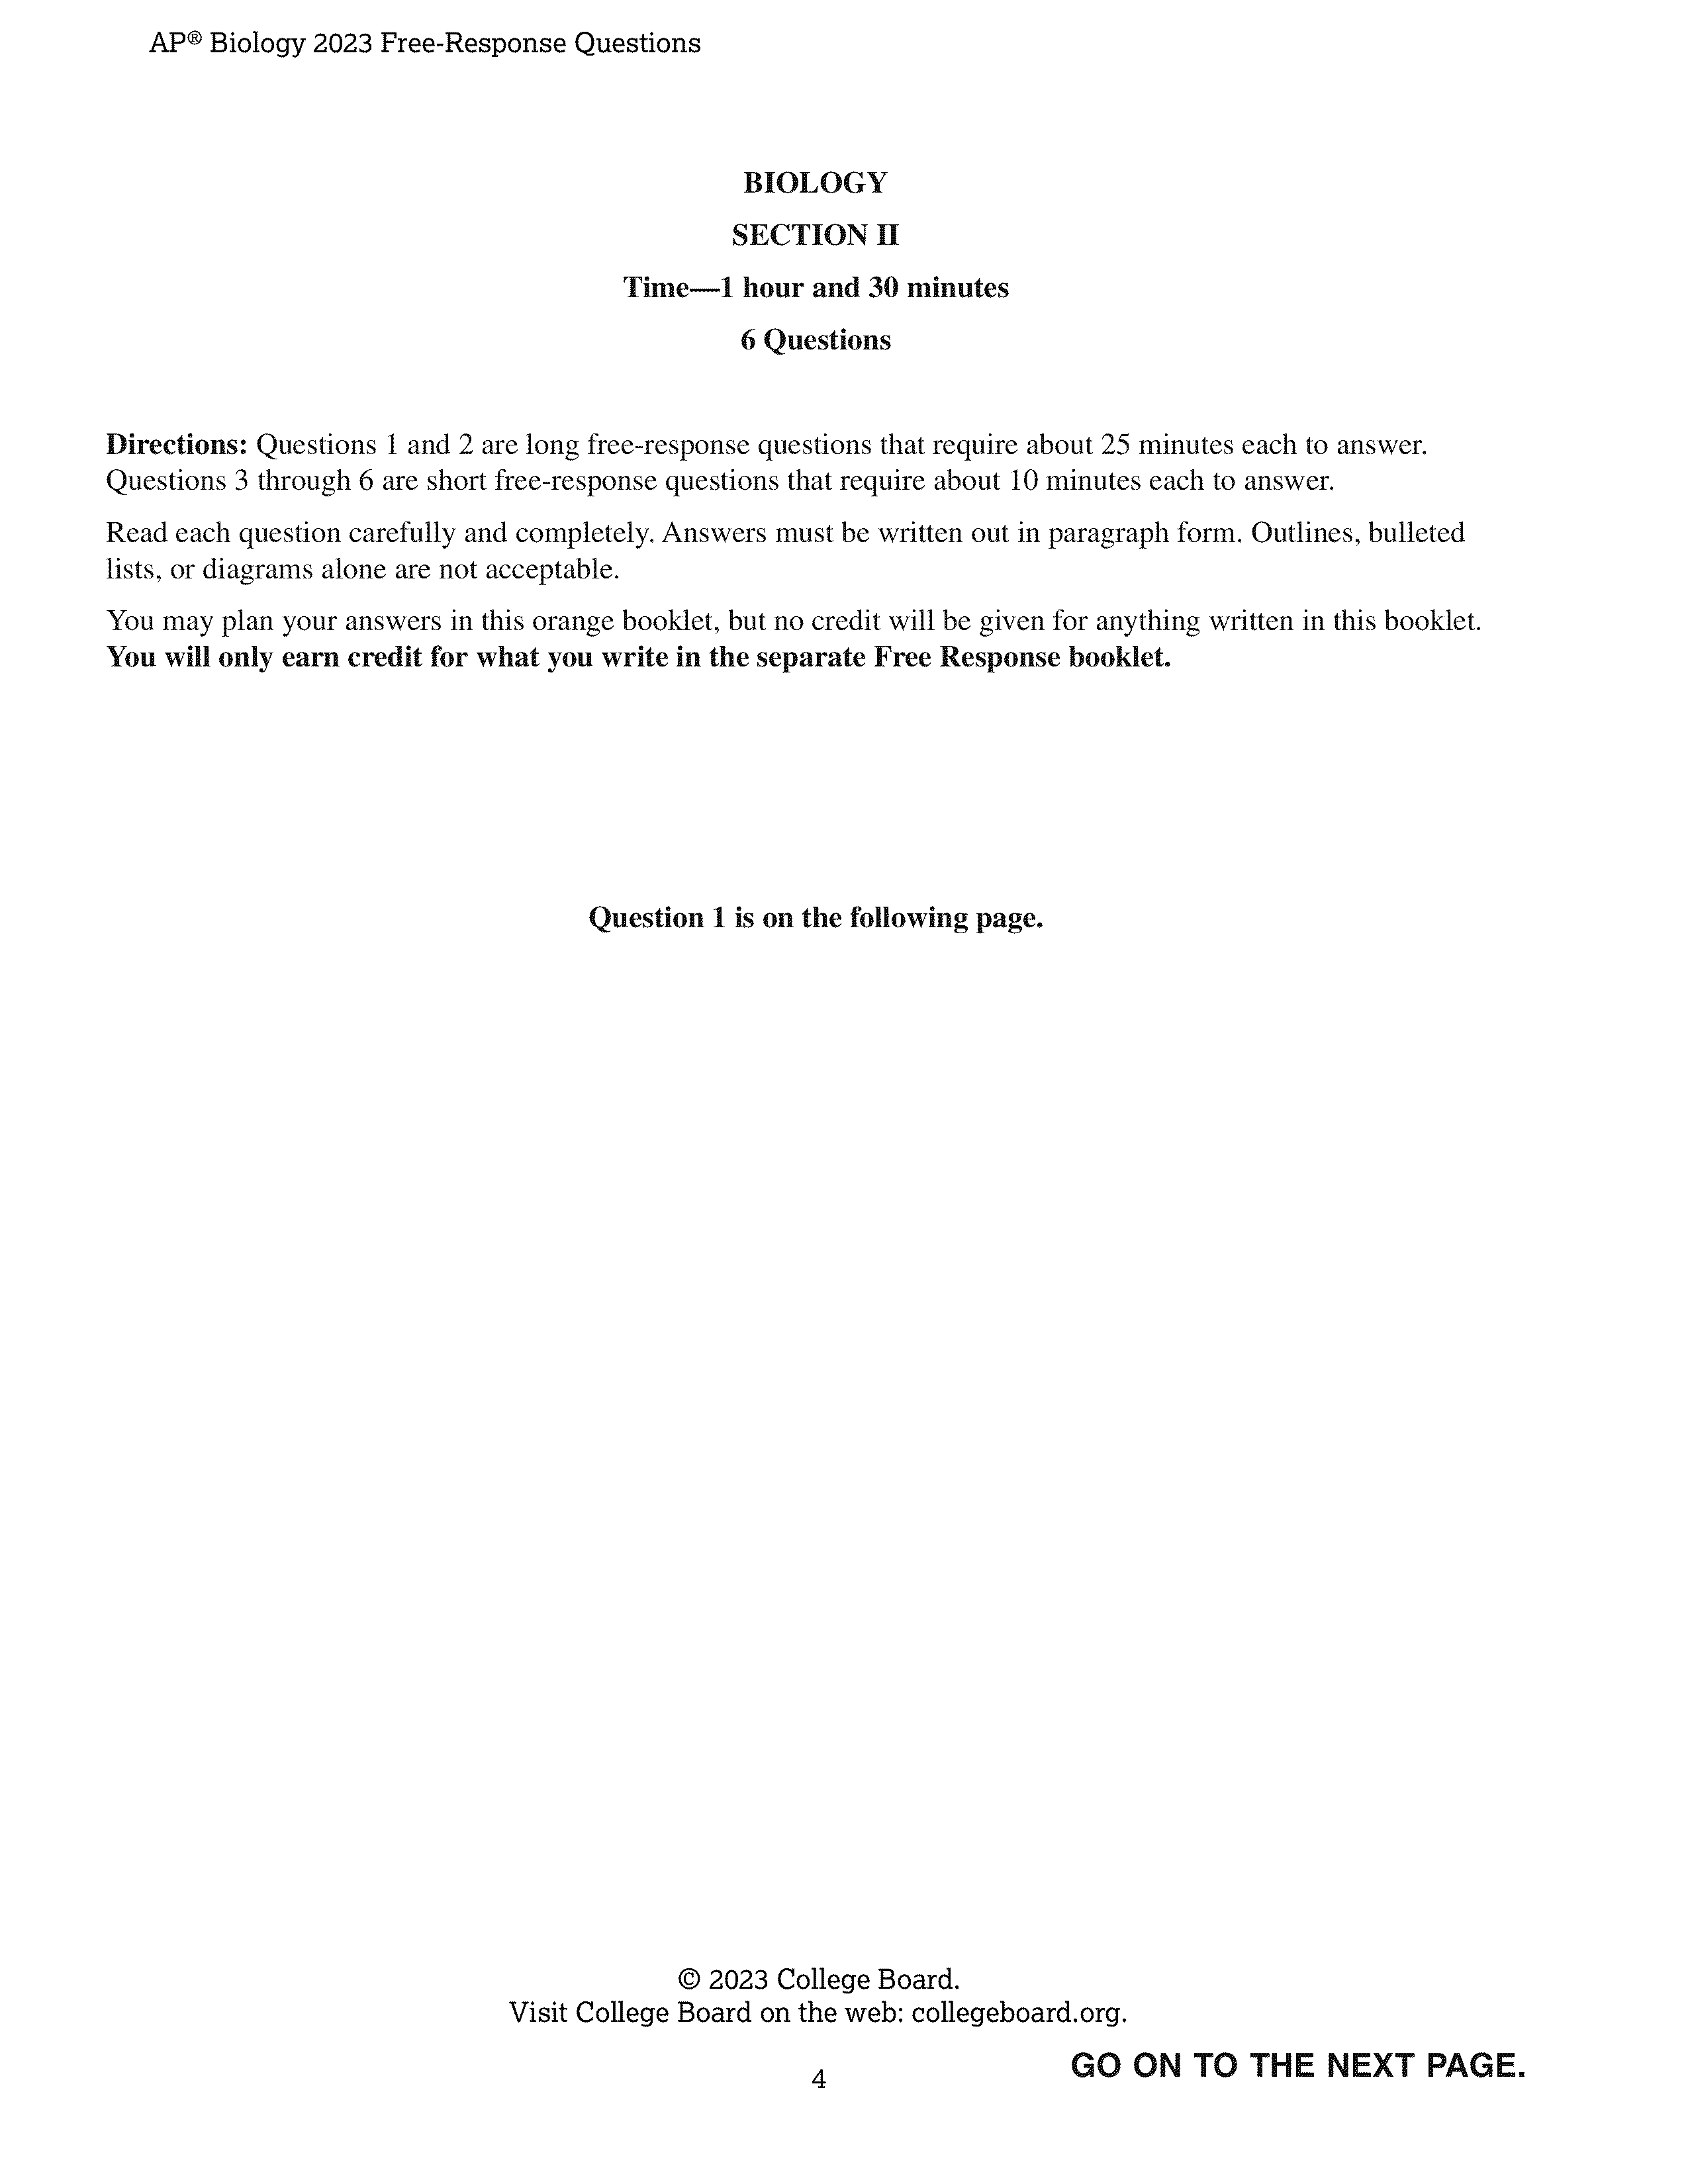 AP® Biology 2023 Free-Response Questions
BIOLOGY
SECTION II
Time—1 hour and 30 minutes
6 Questions
Directions: Questions 1 and 2 are long free-response questions that require about 25 minutes each to answer.
Questions 3 through 6 are short free-response questions that require about 10 minutes each to answer.
Read each question carefully and completely. Answers must be written out in paragraph form. Outlines, bulleted
lists, or diagrams alone are not acceptable.
You may plan your answers in this orange booklet, but no credit will be given for anything written in this booklet.
You will only earn credit for what you write in the separate Free Response booklet.
Question 1 is on the following page.
© 2023 College Board.
Visit College Board on the web: collegeboard.org.
GO ON TO THE NEXT PAGE.
4